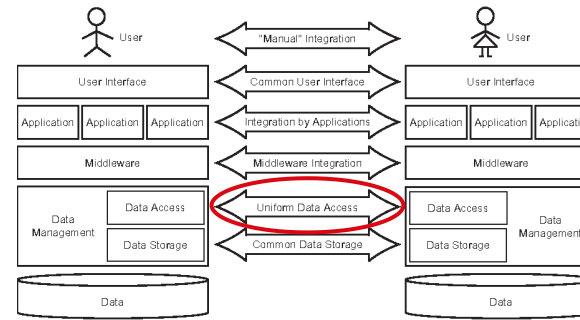 User "Manual" Integration User
User Interface Common User Interface User Interface
Application Application Application Integration by Applications Application Application Applicati
Middleware Middleware Integration Middleware
Data Access Uniform Data Access Data Access
Data Management Data Management
Data Storage Common Data Storage Data Storage
Data Data